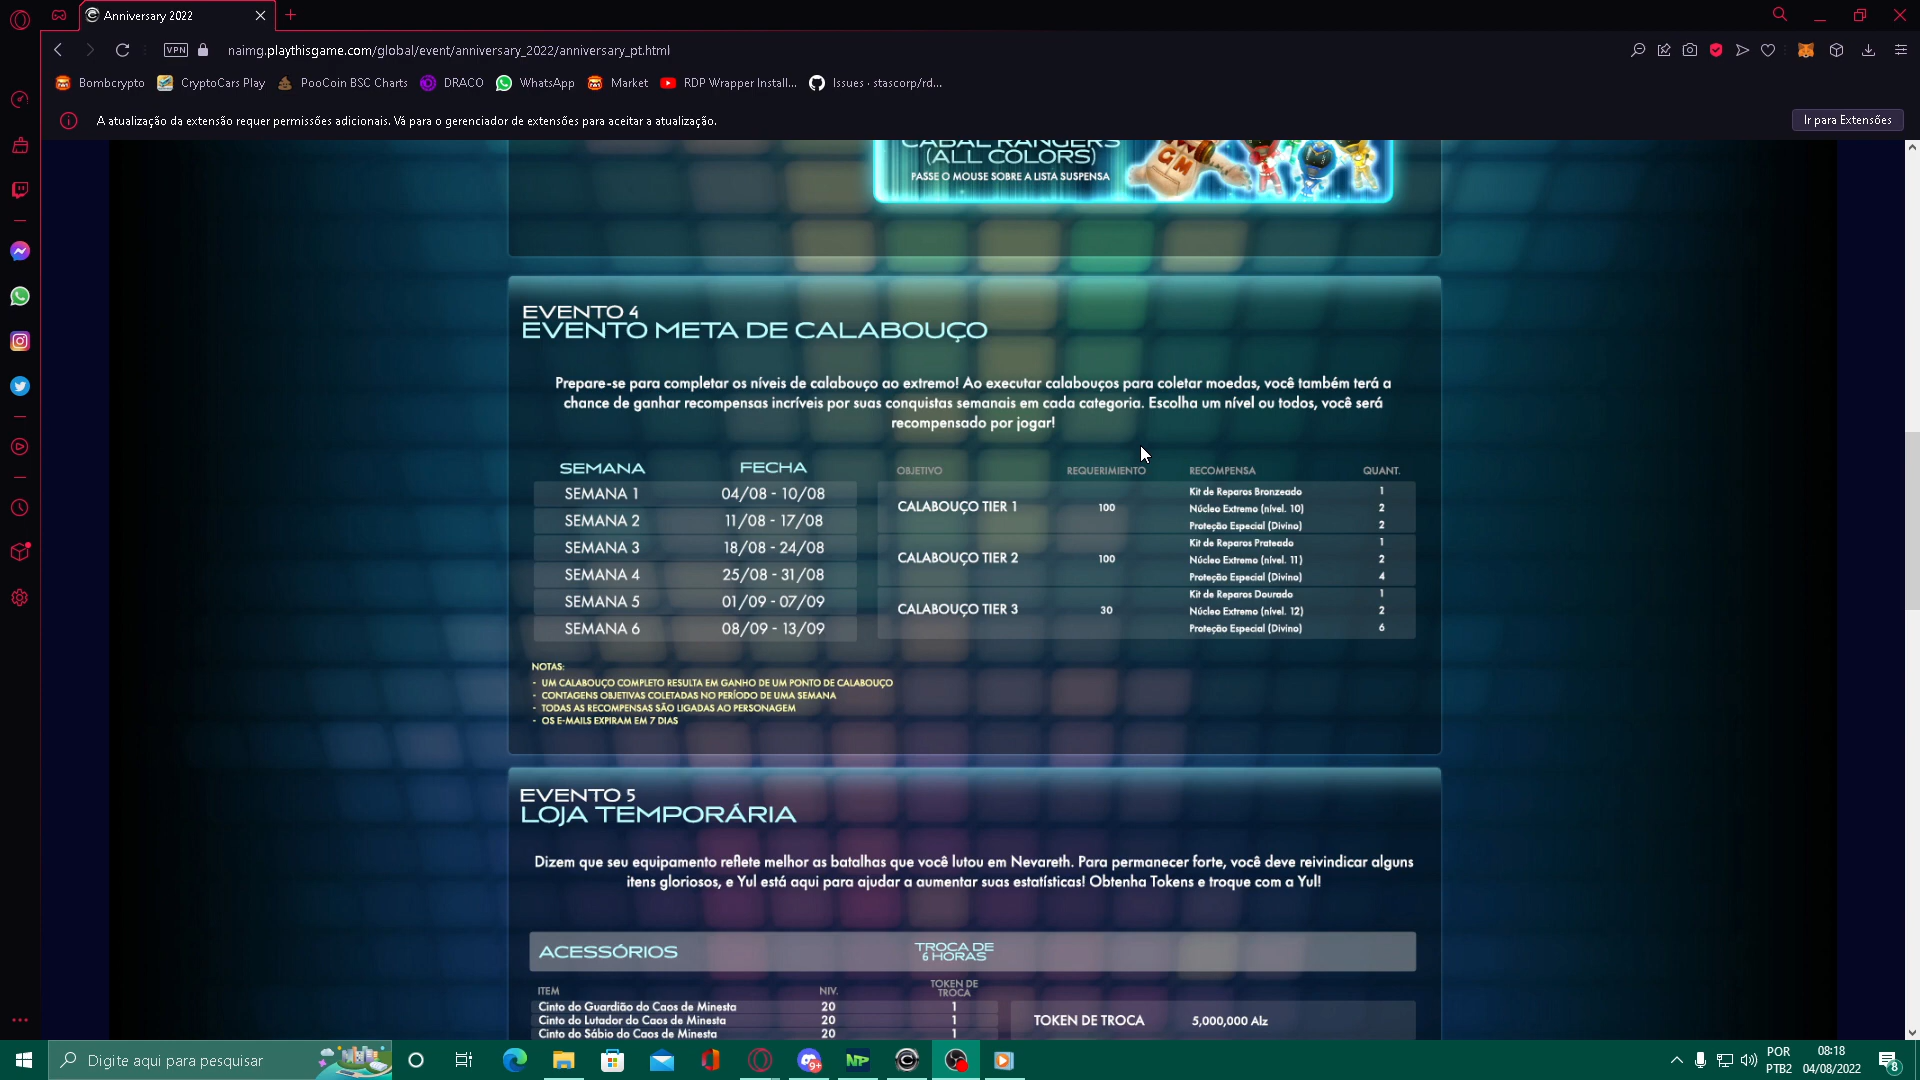 Anniversary 2022
VPN
naimg.playthisgame.com/global/event/anniversary_2022/anniversary_pt.html
Bombcrypto
CryptoCars Play
PooCoin BSC Charts
DRACO
WhatsApp
Market
RDP Wrapper Install...
Issues · stascorp/rd...
A atualização da extensão requer permissões adicionais. Vá para o gerenciador de extensões para aceitar a atualização.
Ir para Extensões
CABAL RANGERS
(ALL COLORS)
PASSE O MOUSE SOBRE A LISTA SUSPENSA
GM
EVENTO 4
EVENTO META DE CALABOUÇO
Prepare-se para completar os níveis de calabouço ao extremo! Ao executar calabouços para coletar moedas, você também terá a
chance de ganhar recompensas incríveis por suas conquistas semanais em cada categoria. Escolha um nível ou todos, você será
recompensado por jogar!
SEMANA FECHA
SEMANA 1 04/08 - 10/08
SEMANA 2 11/08 - 17/08
SEMANA 3 18/08 - 24/08
SEMANA 4 25/08 - 31/08
SEMANA 5 01/09 - 07/09
SEMANA 6 08/09 - 13/09
OBJETIVO REQUERIMIENTO RECOMPENSA QUANT.
CALABOUÇO TIER 1 100
Kit de Reparos Bronzeado 1
Núcleo Extremo (nível. 10) 2
Proteção Especial (Divino) 2
CALABOUÇO TIER 2 100
Kit de Reparos Prateado 1
Núcleo Extremo (nível. 11) 2
Proteção Especial (Divino) 4
CALABOUÇO TIER 3 30
Kit de Reparos Dourado 1
Núcleo Extremo (nível. 12) 2
Proteção Especial (Divino) 6
NOTAS:
- UM CALABOUÇO COMPLETO RESULTA EM GANHO DE UM PONTO DE CALABOUÇO
- CONTAGENS OBJETIVAS COLETADAS NO PERÍODO DE UMA SEMANA
- TODAS AS RECOMPENSAS SÃO LIGADAS AO PERSONAGEM
- OS E-MAILS EXPIRAM EM 7 DIAS
EVENTO 5
LOJA TEMPORÁRIA
Dizem que seu equipamento reflete melhor as batalhas que você lutou em Nevareth. Para permanecer forte, você deve reivindicar alguns
itens gloriosos, e Yul está aqui para ajudar a aumentar suas estatísticas! Obtenha Tokens e troque com a Yul!
ACESSÓRIOS
TROCA DE
6 HORAS
ITEM NIV. TOKEN DE
TROCA
Cinto do Guardião do Caos de Minesta 20 1
Cinto do Lutador do Caos de Minesta 20 1
Cinto do Sábio do Caos de Minesta 20 1
TOKEN DE TROCA 5,000,000 Alz
Digite aqui para pesquisar
9+
NP
POR
PTB2
08:18
04/08/2022
8